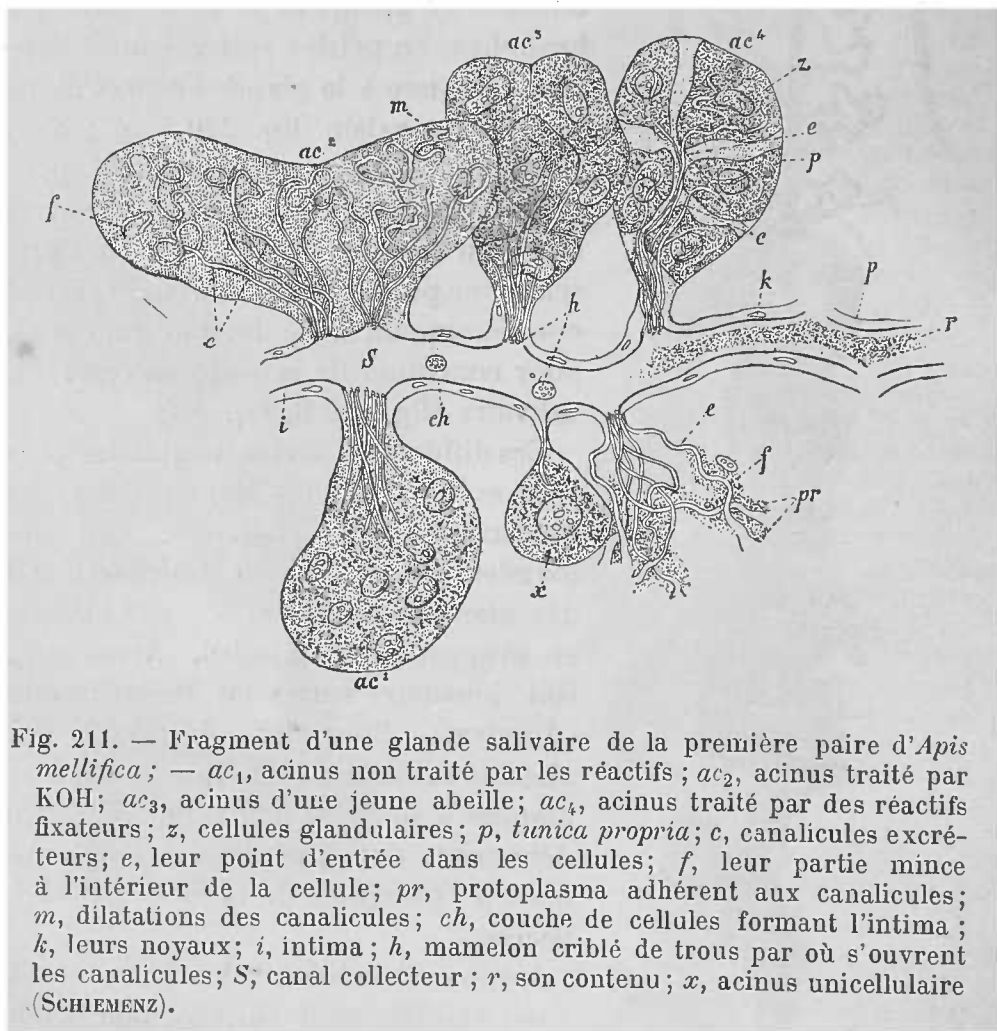 ac³
ac⁴
z
m
e
ac²
p
f
c
k
p
h
r
c
S
i
ch
e
f
pr
x
ac¹
Fig. 211. — Fragment d'une glande salivaire de la première paire d'Apis
mellifica; — ac₁, acinus non traité par les réactifs; ac₂, acinus traité par
KOH; ac₃, acinus d'une jeune abeille; ac₄, acinus traité par des réactifs
fixateurs; z, cellules glandulaires; p, tunica propria; c, canalicules excré-
teurs; e, leur point d'entrée dans les cellules; f, leur partie mince
à l'intérieur de la cellule; pr, protoplasma adhérent aux canalicules;
m, dilatations des canalicules; ch, couche de cellules formant l'intima;
k, leurs noyaux; i, intima; h, mamelon criblé de trous par où s'ouvrent
les canalicules; S; canal collecteur; r, son contenu; x, acinus unicellulaire
(SCHIEMENZ).